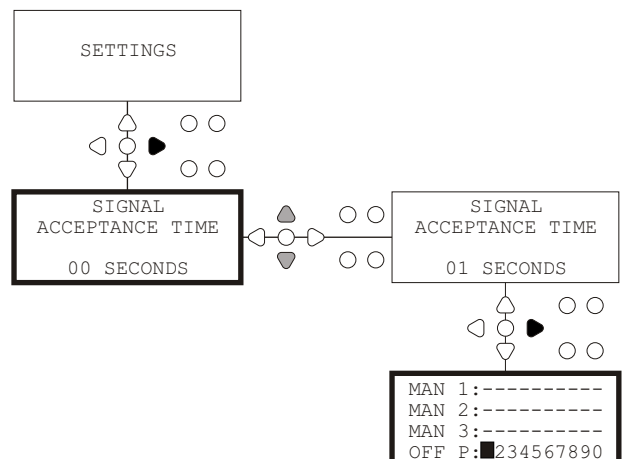 SETTINGS
SIGNAL
ACCEPTANCE TIME
00 SECONDS
SIGNAL
ACCEPTANCE TIME
01 SECONDS
MAN 1:----------
MAN 2:----------
MAN 3:----------
OFF P:█234567890